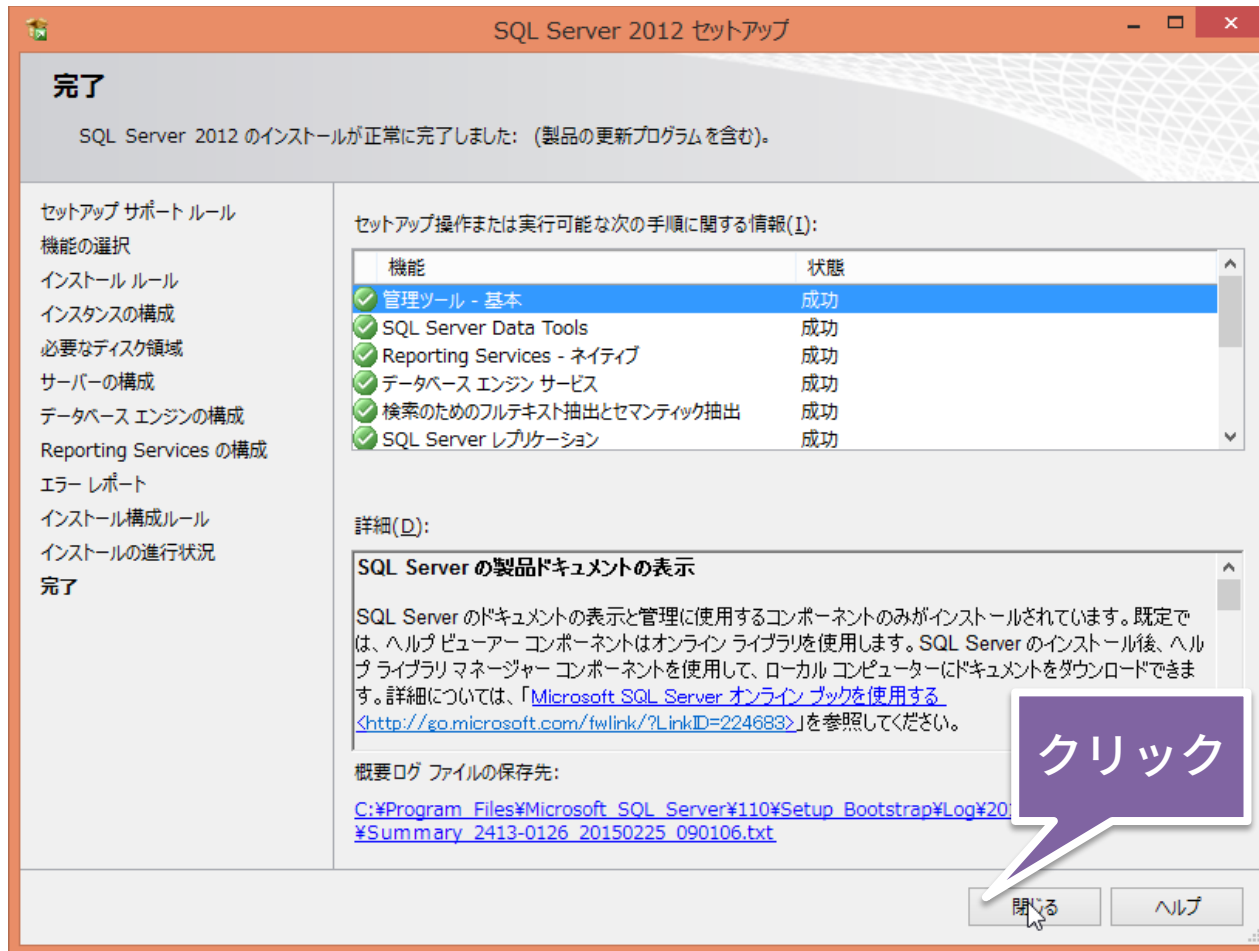 SQL Server 2012 セットアップ
完了
SQL Server 2012 のインストールが正常に完了しました: (製品の更新プログラムを含む)。
セットアップ サポート ルール
機能の選択
インストール ルール
インスタンスの構成
必要なディスク領域
サーバーの構成
データベース エンジンの構成
Reporting Services の構成
エラー レポート
インストール構成ルール
インストールの進行状況
完了
セットアップ操作または実行可能な次の手順に関する情報(I):
機能 状態
管理ツール - 基本 成功
SQL Server Data Tools 成功
Reporting Services - ネイティブ 成功
データベース エンジン サービス 成功
検索のためのフルテキスト抽出とセマンティック抽出 成功
SQL Server レプリケーション 成功
詳細(D):
SQL Server の製品ドキュメントの表示
SQL Server のドキュメントの表示と管理に使用するコンポーネントのみがインストールされています。既定で
は、ヘルプ ビューアー コンポーネントはオンライン ライブラリを使用します。SQL Server のインストール後、ヘル
プ ライブラリ マネージャー コンポーネントを使用して、ローカル コンピューターにドキュメントをダウンロードできま
す。詳細については、「Microsoft SQL Server オンライン ブックを使用する
<http://go.microsoft.com/fwlink/?LinkID=224683>」を参照してください。
クリック
概要ログ ファイルの保存先:
C:¥Program Files¥Microsoft SQL Server¥110¥Setup Bootstrap¥Log¥20
¥Summary_2413-0126_20150225_090106.txt
閉じる
ヘルプ